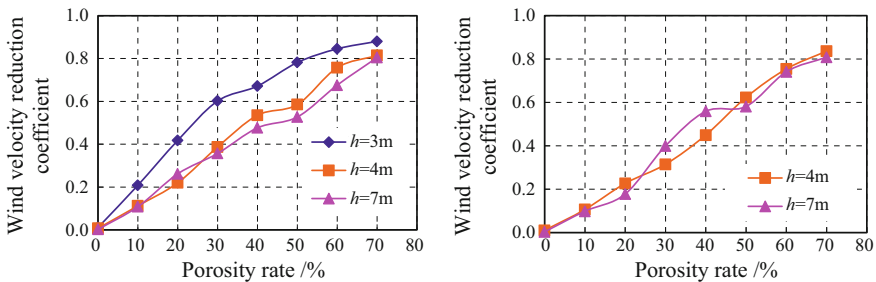 Wind velocity reduction
coefficient
1.0
0.8
0.6
0.4
0.2
0.0
h=3m
h=4m
h=7m
0 10 20 30 40 50 60 70 80
Porosity rate /%
Wind velocity reduction
coefficient
1.0
0.8
0.6
0.4
0.2
0.0
h=4m
h=7m
0 10 20 30 40 50 60 70 80
Porosity rate /%